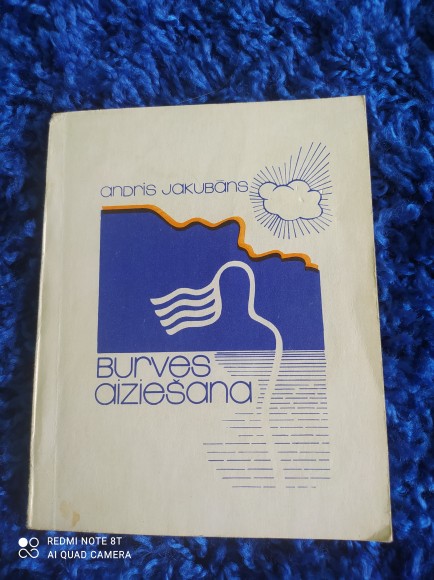 andris Jakubāns
Burves
aiziešana
REDMI NOTE 8T
AI QUAD CAMERA